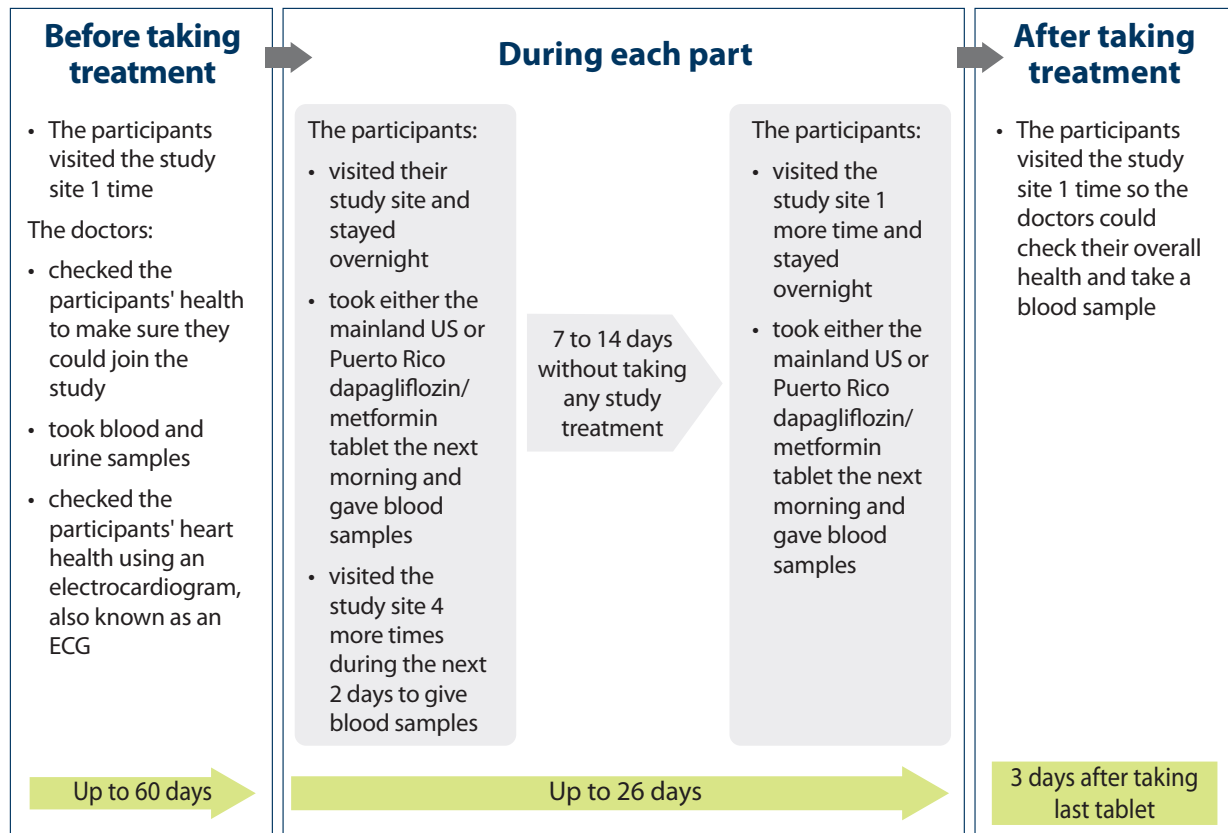 Before taking
treatment
• The participants
visited the study
site 1 time
The doctors:
• checked the
participants' health
to make sure they
could join the
study
• took blood and
urine samples
• checked the
participants' heart
health using an
electrocardiogram,
also known as an
ECG
Up to 60 days
During each part
The participants:
• visited their
study site and
stayed
overnight
• took either the
mainland US or
Puerto Rico
dapagliflozin/
metformin
tablet the next
morning and
gave blood
samples
• visited the
study site 4
more times
during the next
2 days to give
blood samples
7 to 14 days
without taking
any study
treatment
The participants:
• visited the
study site 1
more time and
stayed
overnight
• took either the
mainland US or
Puerto Rico
dapagliflozin/
metformin
tablet the next
morning and
gave blood
samples
Up to 26 days
After taking
treatment
• The participants
visited the study
site 1 time so the
doctors could
check their overall
health and take a
blood sample
3 days after taking
last tablet